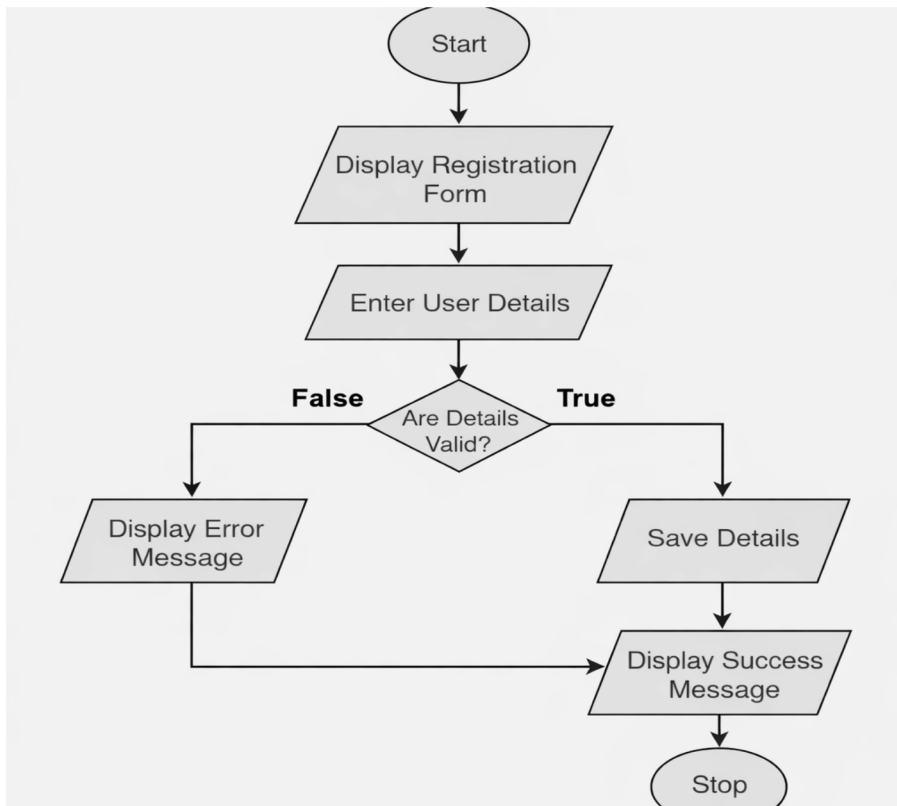 Start
Display Registration
Form
Enter User Details
False
True
Are Details
Valid?
Display Error
Message
Save Details
Display Success
Message
Stop